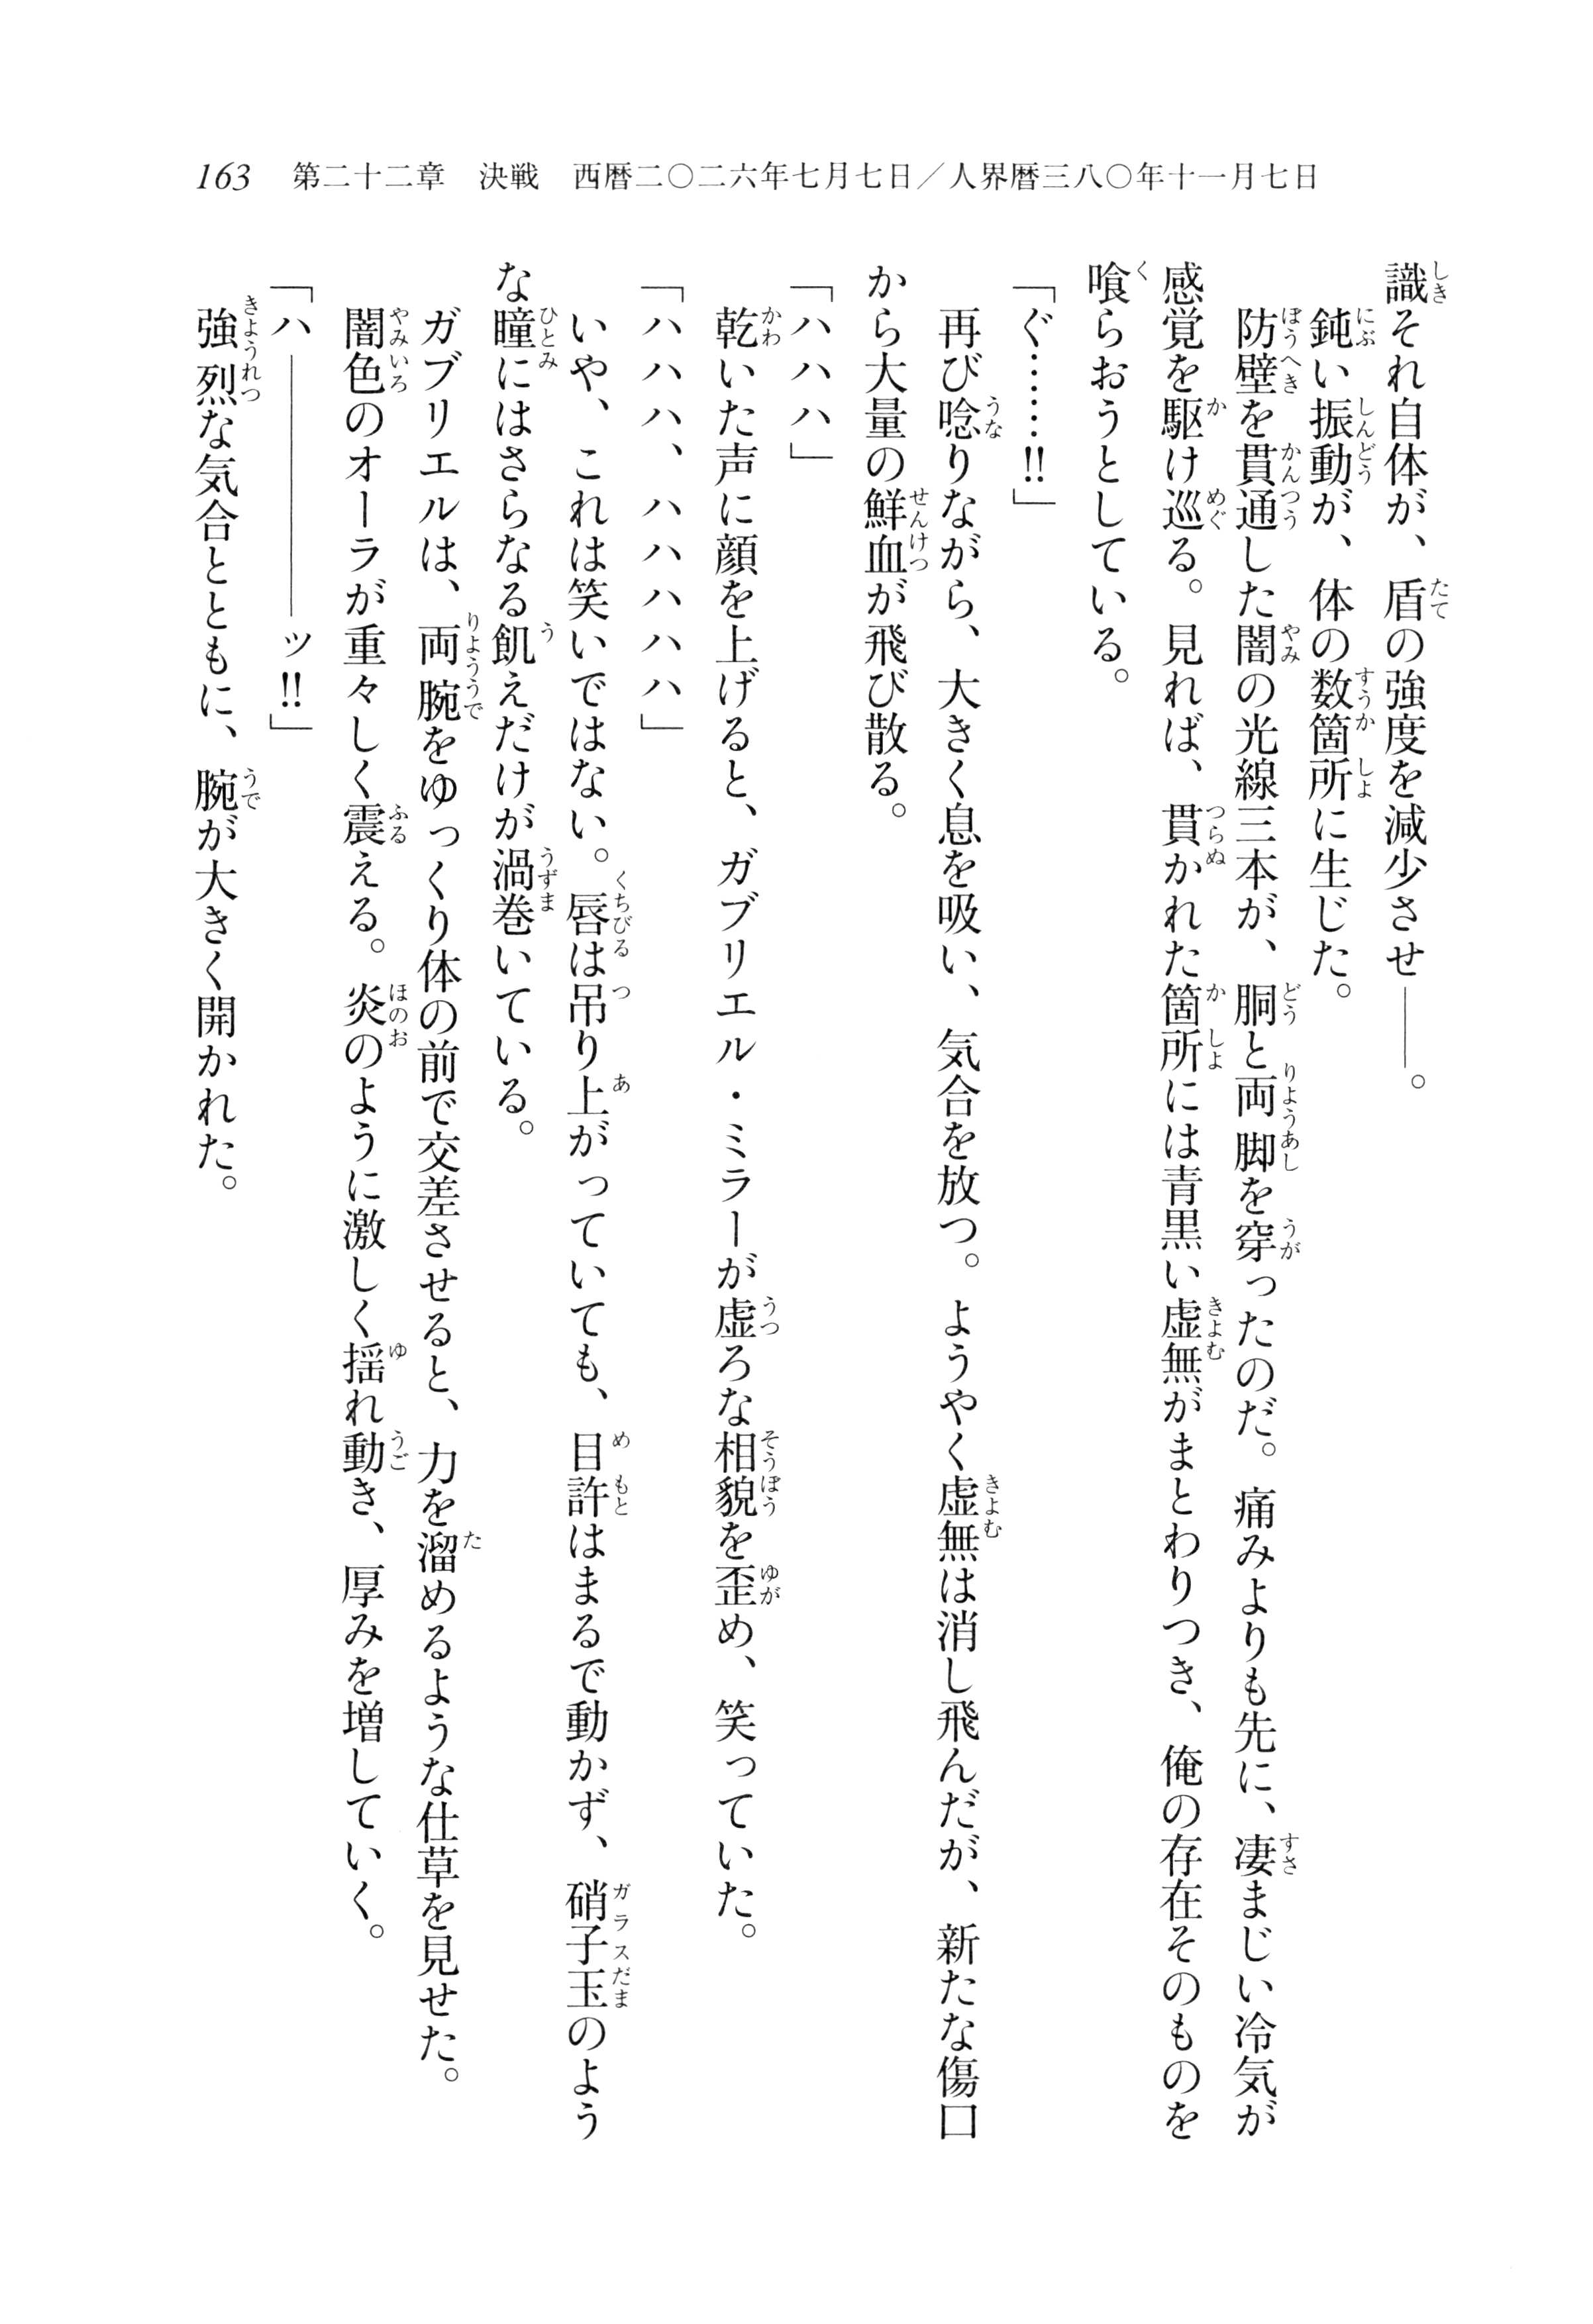 163　第二十二章　決戦　西暦二〇二六年七月七日／人界暦三八〇年十一月七日
識それ自体が、盾の強度を減少させ――。
　鈍い振動が、体の数箇所に生じた。
　防壁を貫通した闇の光線三本が、胴と両脚を穿ったのだ。痛みよりも先に、凄まじい冷気が
感覚を駆け巡る。見れば、貫かれた箇所には青黒い虚無がまとわりつき、俺の存在そのものを
喰らおうとしている。
「ぐ……‼」
　再び唸りながら、大きく息を吸い、気合を放つ。ようやく虚無は消し飛んだが、新たな傷口
から大量の鮮血が飛び散る。
「ハハハ」
　乾いた声に顔を上げると、ガブリエル・ミラーが虚ろな相貌を歪め、笑っていた。
「ハハハ、ハハハハハ」
　いや、これは笑いではない。唇は吊り上がっていても、目許はまるで動かず、硝子玉のよう
な瞳にはさらなる飢えだけが渦巻いている。
　ガブリエルは、両腕をゆっくり体の前で交差させると、力を溜めるような仕草を見せた。
　闇色のオーラが重々しく震える。炎のように激しく揺れ動き、厚みを増していく。
「ハ――――――ッ‼」
　強烈な気合とともに、腕が大きく開かれた。